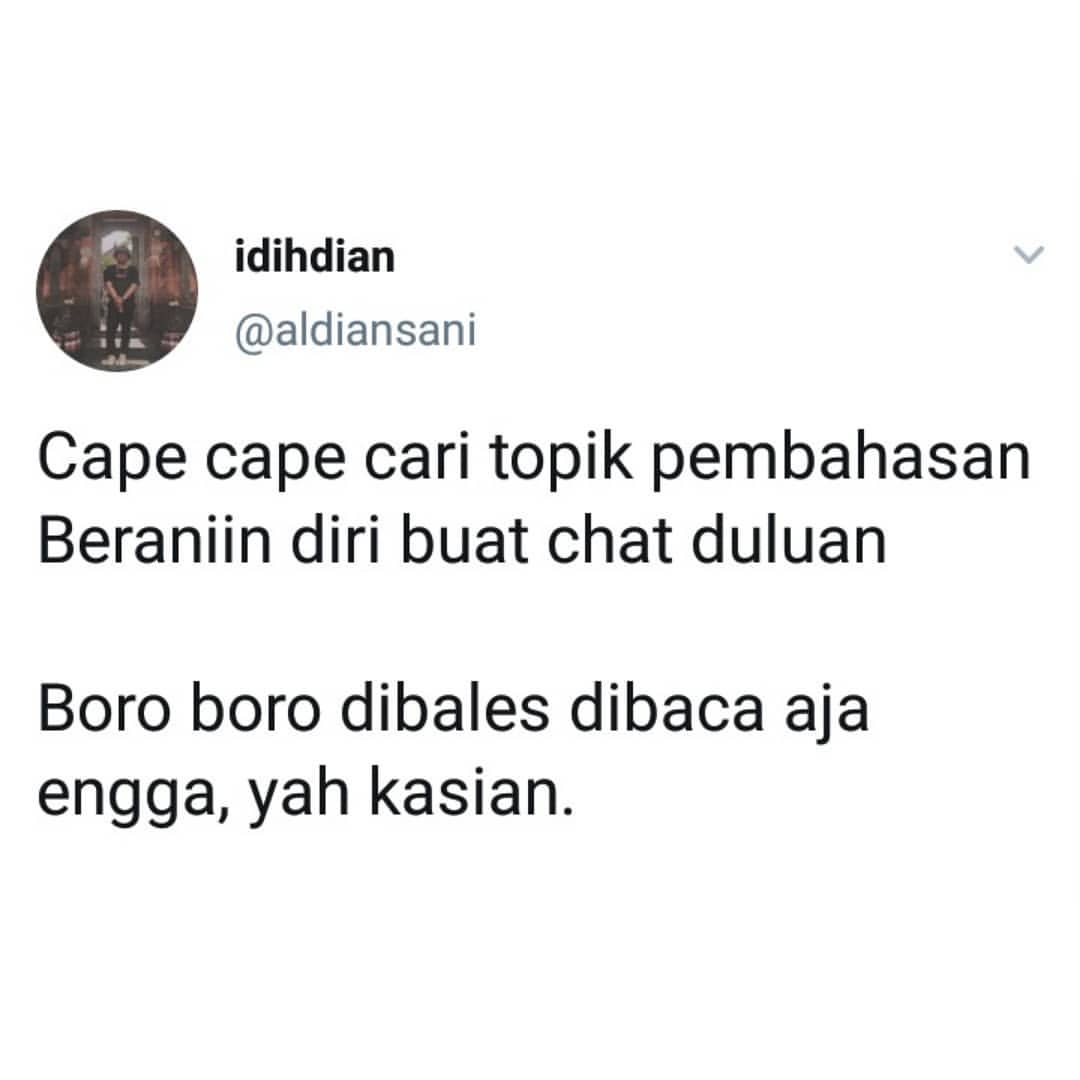 idihdian
@aldiansani
Cape cape cari topik pembahasan
Beraniin diri buat chat duluan
Boro boro dibales dibaca aja
engga, yah kasian.